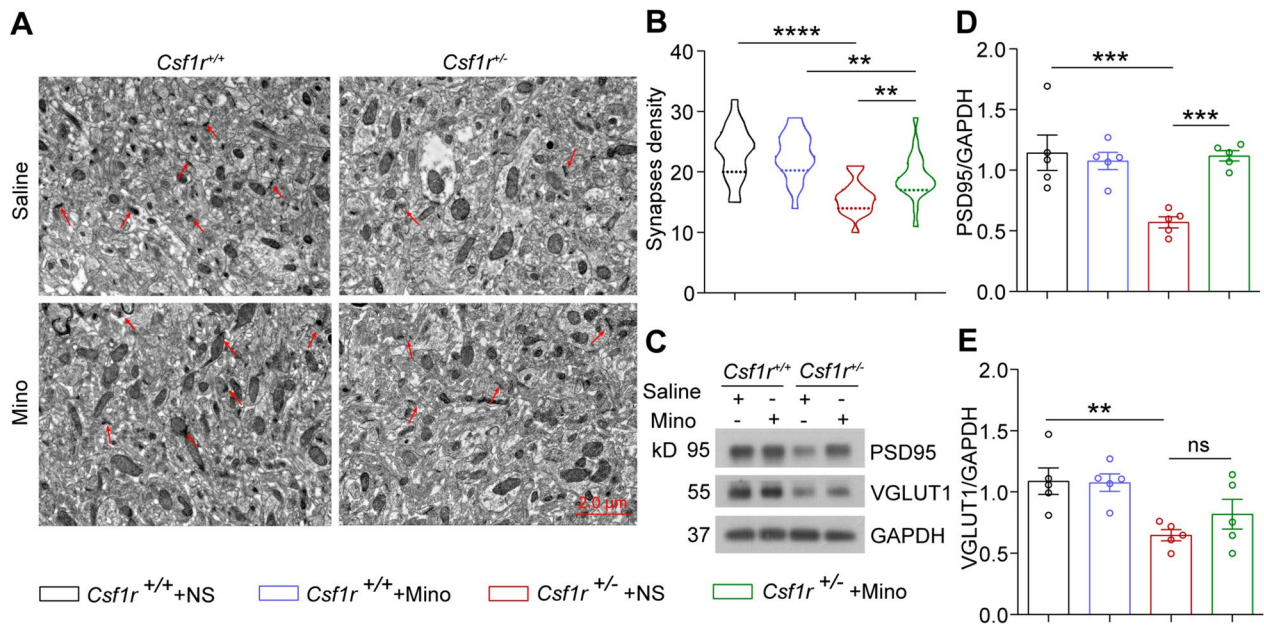 A
Csf1r+/+
Csf1r+/-
Saline
Mino
2.0 μm
B
Synapses density
40
30
20
10
0
****
**
**
C
Csf1r+/+ Csf1r+/-
Saline + - + -
Mino - + - +
kD 95 PSD95
55 VGLUT1
37 GAPDH
D
PSD95/GAPDH
2.0
1.5
1.0
0.5
0.0
***
***
E
VGLUT1/GAPDH
2.0
1.5
1.0
0.5
0.0
**
ns
Csf1r +/+ +NS
Csf1r +/+ +Mino
Csf1r +/- +NS
Csf1r +/- +Mino